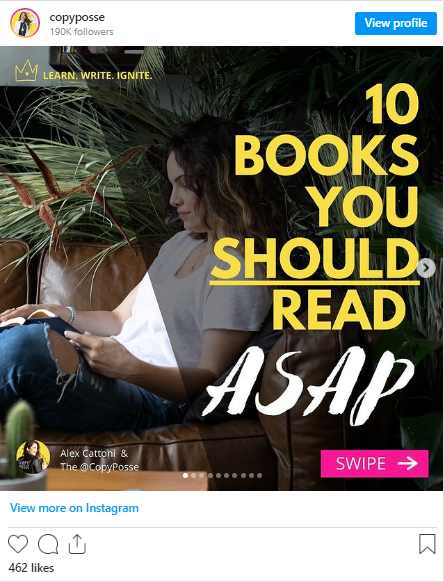 copyposse
190K followers
View profile
LEARN. WRITE. IGNITE.
10
BOOKS
YOU
SHOULD
READ
ASAP
Alex Cattoni &
The @CopyPosse
SWIPE
View more on Instagram
462 likes